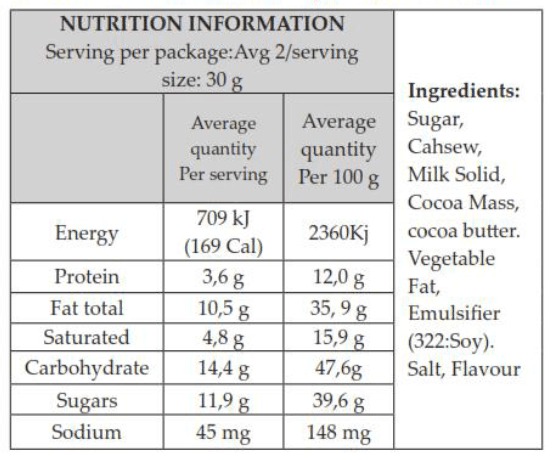 NUTRITION INFORMATION
Serving per package:Avg 2/serving
size: 30 g
Average
quantity
Per serving
Average
quantity
Per 100 g
Energy
709 kJ
(169 Cal)
2360Kj
Protein 3,6 g 12,0 g
Fat total 10,5 g 35, 9 g
Saturated 4,8 g 15,9 g
Carbohydrate 14,4 g 47,6g
Sugars 11,9 g 39,6 g
Sodium 45 mg 148 mg
Ingredients:
Sugar,
Cahsew,
Milk Solid,
Cocoa Mass,
cocoa butter.
Vegetable
Fat,
Emulsifier
(322:Soy).
Salt, Flavour